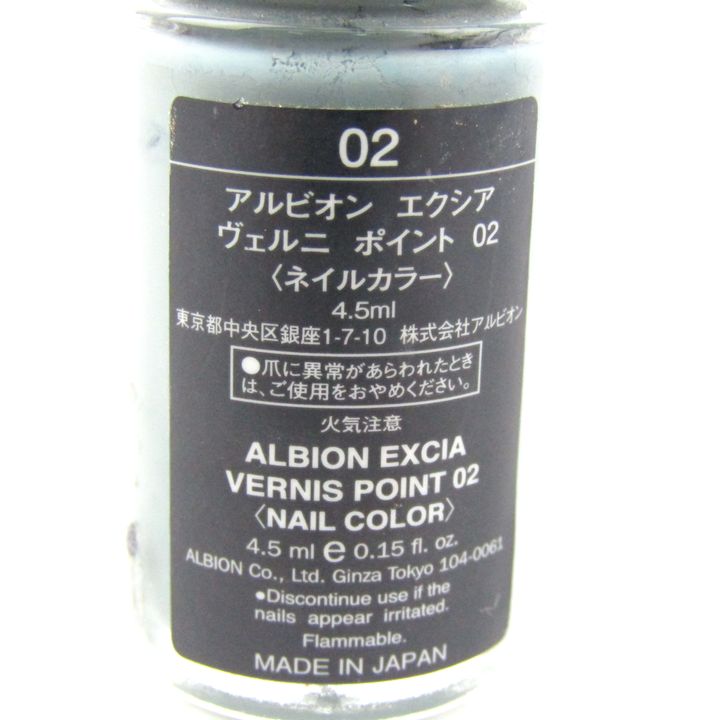 02
アルビオン エクシア
ヴェルニ ポイント 02
〈ネイルカラー〉
4.5ml
東京都中央区銀座1-7-10 株式会社アルビオン
●爪に異常があらわれたとき
は、ご使用をおやめください。
火気注意
ALBION EXCIA
VERNIS POINT 02
〈NAIL COLOR〉
4.5 ml e 0.15 fl. oz.
ALBION Co., Ltd. Ginza Tokyo 104-0061
●Discontinue use if the
nails appear irritated.
Flammable.
MADE IN JAPAN